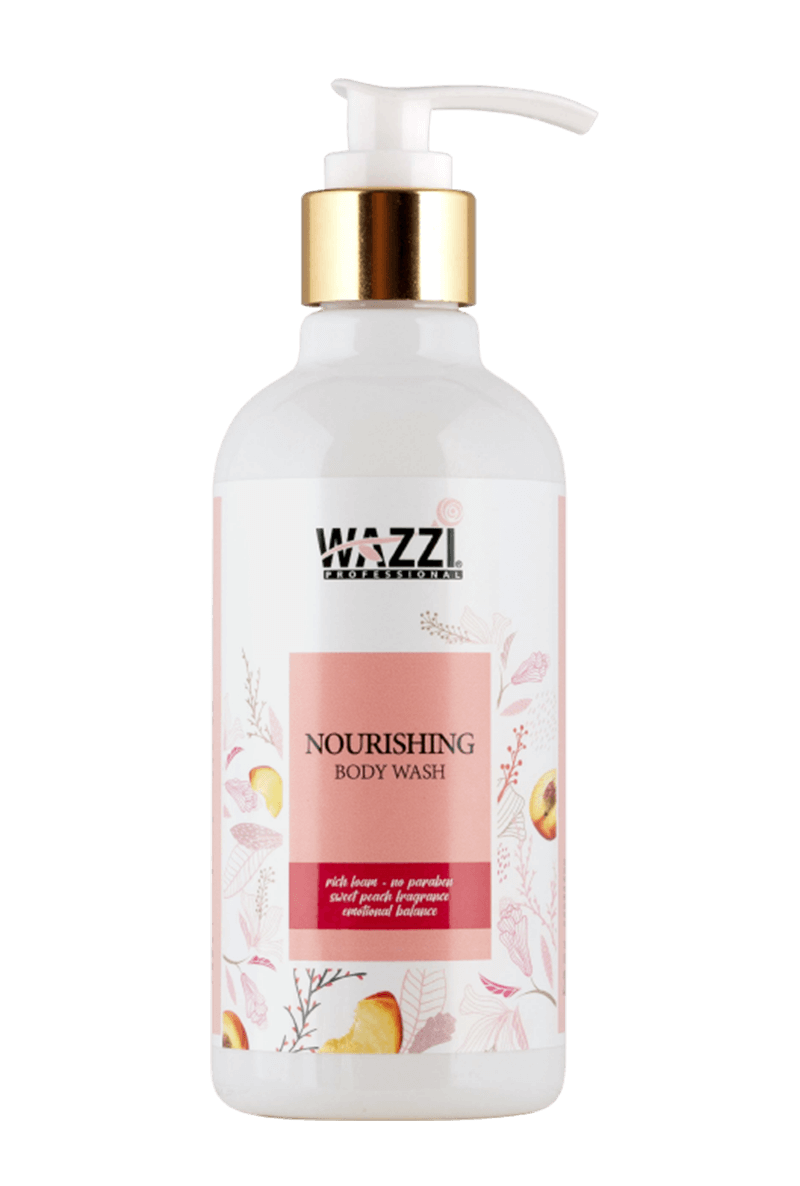 WAZZI®
PROFESSIONAL
NOURISHING
BODY WASH
rich foam - no paraben
sweet peach fragrance
emotional balance